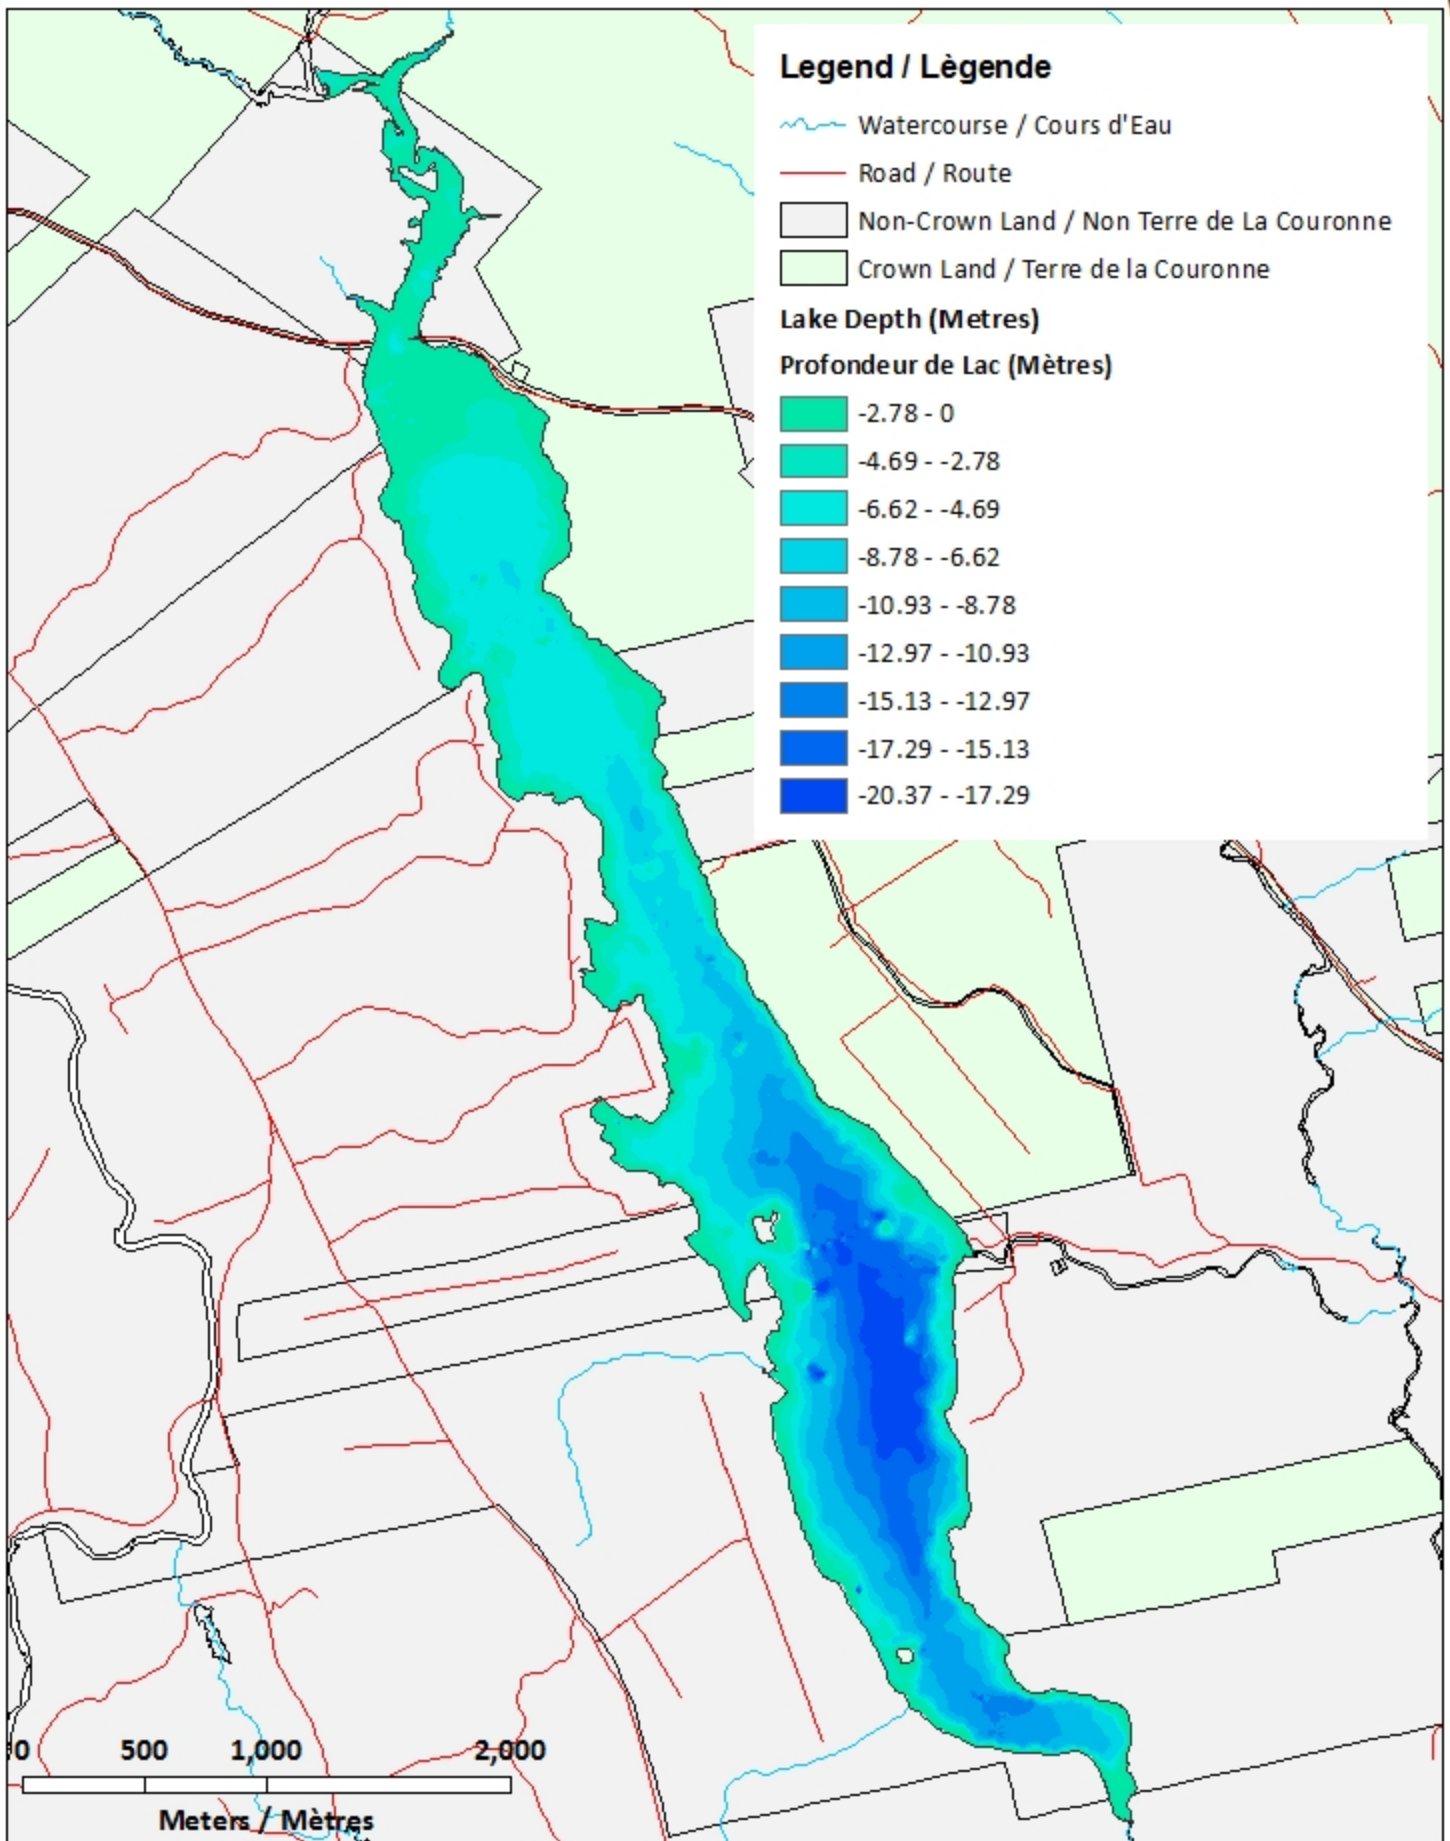 Legend / Lègende
Watercourse / Cours d'Eau
Road / Route
Non-Crown Land / Non Terre de La Couronne
Crown Land / Terre de la Couronne
Lake Depth (Metres)
Profondeur de Lac (Mètres)
-2.78 - 0
-4.69 - -2.78
-6.62 - -4.69
-8.78 - -6.62
-10.93 - -8.78
-12.97 - -10.93
-15.13 - -12.97
-17.29 - -15.13
-20.37 - -17.29
0 500 1,000 2,000
Meters / Mètres